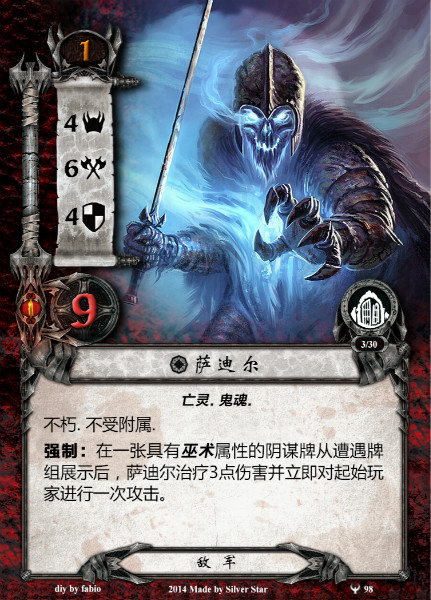 1
4
6
4
1
9
3/30
萨迪尔
亡灵. 鬼魂.
不朽. 不受附属.
强制：在一张具有巫术属性的阴谋牌从遭遇牌
组展示后，萨迪尔治疗3点伤害并立即对起始玩
家进行一次攻击。
敌 军
diy by fabio
2014 Made by Silver Star
98